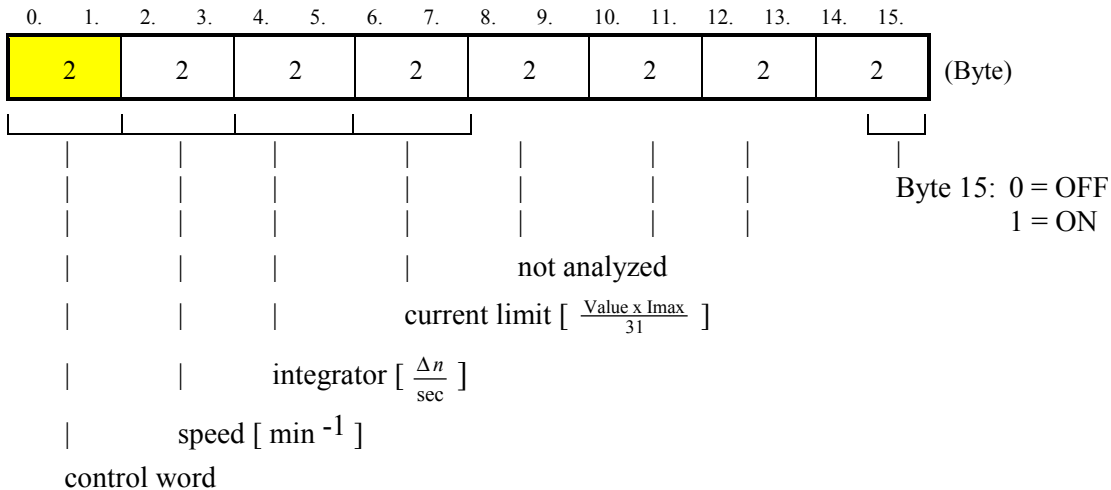 0. 1. 2. 3. 4. 5. 6. 7. 8. 9. 10. 11. 12. 13. 14. 15.
2 2 2 2 2 2 2 2 (Byte)
Byte 15: 0 = OFF
1 = ON
not analyzed
current limit [ Value x Imax / 31 ]
integrator [ Δn / sec ]
speed [ min -1 ]
control word